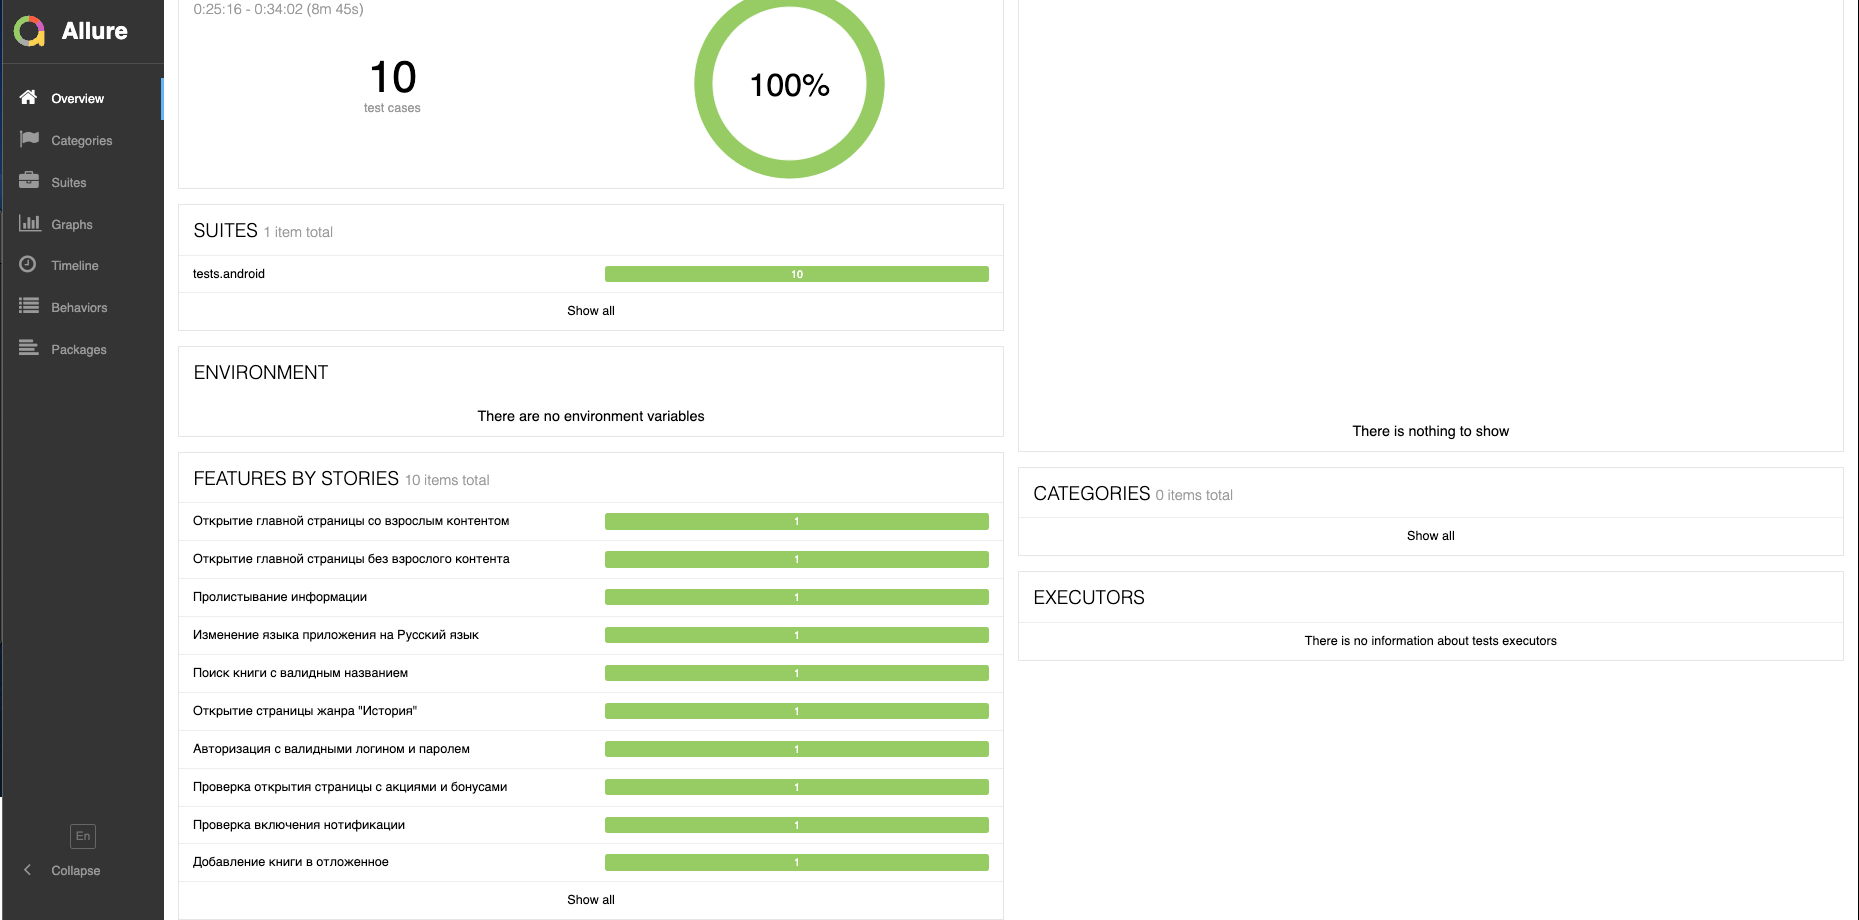 Allure
Overview
Categories
Suites
Graphs
Timeline
Behaviors
Packages
En
Collapse
0:25:16 - 0:34:02 (8m 45s)
10
test cases
100%
SUITES 1 item total
tests.android 10
Show all
ENVIRONMENT
There are no environment variables
FEATURES BY STORIES 10 items total
Открытие главной страницы со взрослым контентом 1
Открытие главной страницы без взрослого контента 1
Пролистывание информации 1
Изменение языка приложения на Русский язык 1
Поиск книги с валидным названием 1
Открытие страницы жанра "История" 1
Авторизация с валидными логином и паролем 1
Проверка открытия страницы с акциями и бонусами 1
Проверка включения нотификации 1
Добавление книги в отложенное 1
Show all
There is nothing to show
CATEGORIES 0 items total
Show all
EXECUTORS
There is no information about tests executors